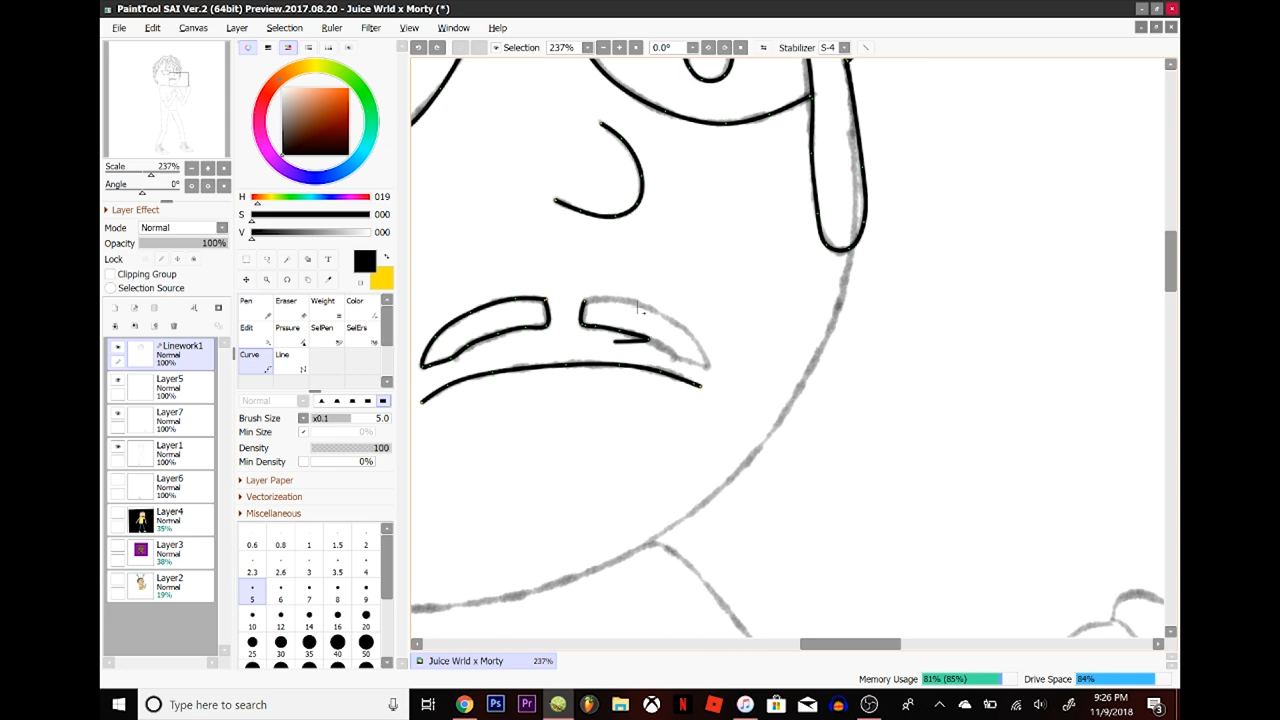 PaintTool SAI Ver.2 (64bit) Preview.2017.08.20 - Juice Wrld x Morty (*)
File Edit Canvas Layer Selection Ruler Filter View Window Help
Selection 237% 0.0° Stabilizer S-4
Scale 237%
Angle 0°
Layer Effect
Mode Normal
Opacity 100%
Lock
Clipping Group
Selection Source
Linework1
Normal
100%
Layer5
Normal
100%
Layer7
Normal
100%
Layer1
Normal
100%
Layer6
Normal
100%
Layer4
Normal
35%
Layer3
Normal
38%
Layer2
Normal
19%
H 019
S 000
V 000
Pen Eraser Weight Color
Edit Prssure SelPen SelErs
Curve Line
Normal
Brush Size x0.1 5.0
Min Size 0%
Density 100
Min Density 0%
Layer Paper
Vectorizeation
Miscellaneous
0.6 0.8 1 1.5 2
2.3 2.6 3 3.5 4
5 6 7 8 9
10 12 14 16 20
25 30 35 40 50
Juice Wrld x Morty 237%
Memory Usage 81% (85%) Drive Space 84%
Type here to search
9:26 PM
11/9/2018
3